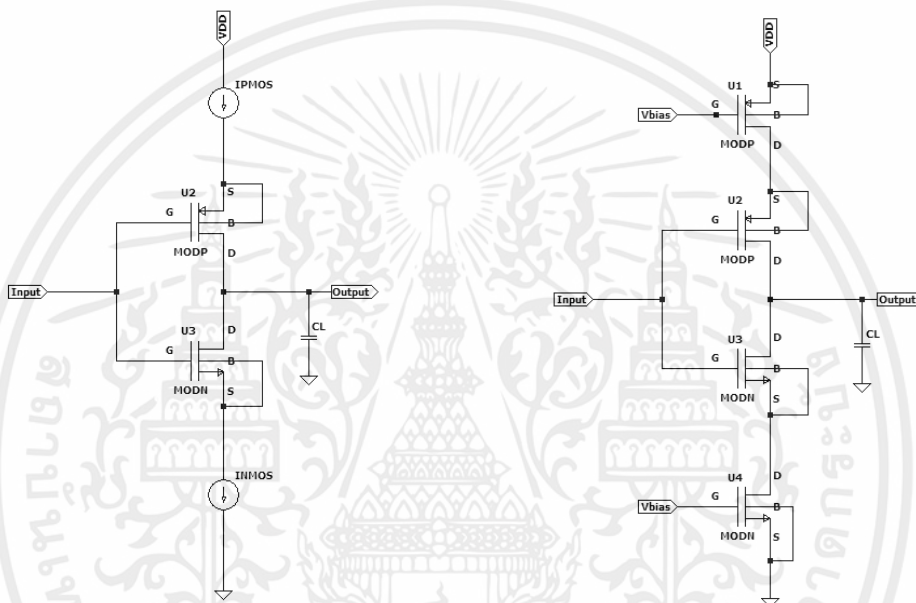 VDD
IPMOS
U2
S
G
B
MODP
D
Input
Output
U3
D
CL
G
B
MODN
S
INMOS
VDD
U1
S
G
Vbias
B
MODP
D
U2
S
G
B
MODP
D
Input
Output
U3
D
CL
G
B
MODN
S
U4
D
G
Vbias
B
MODN
S